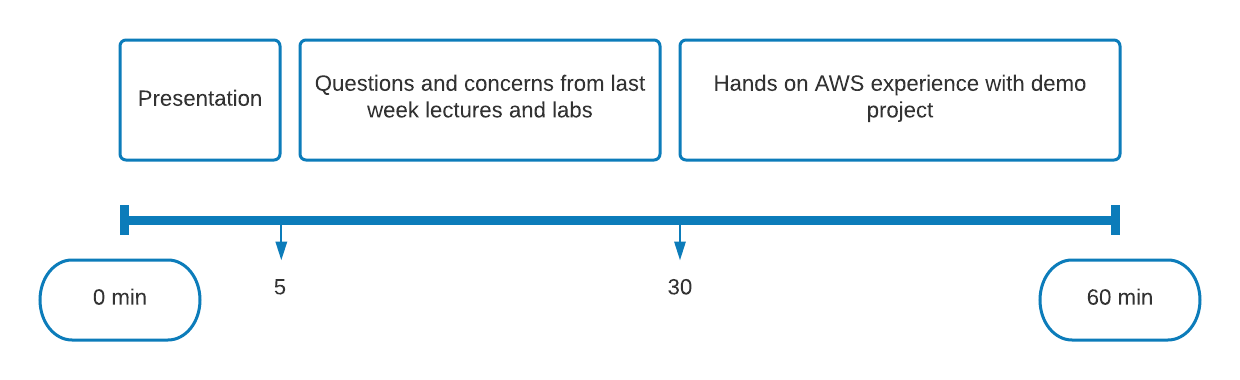 Presentation
Questions and concerns from last
week lectures and labs
Hands on AWS experience with demo
project
0 min
5
30
60 min